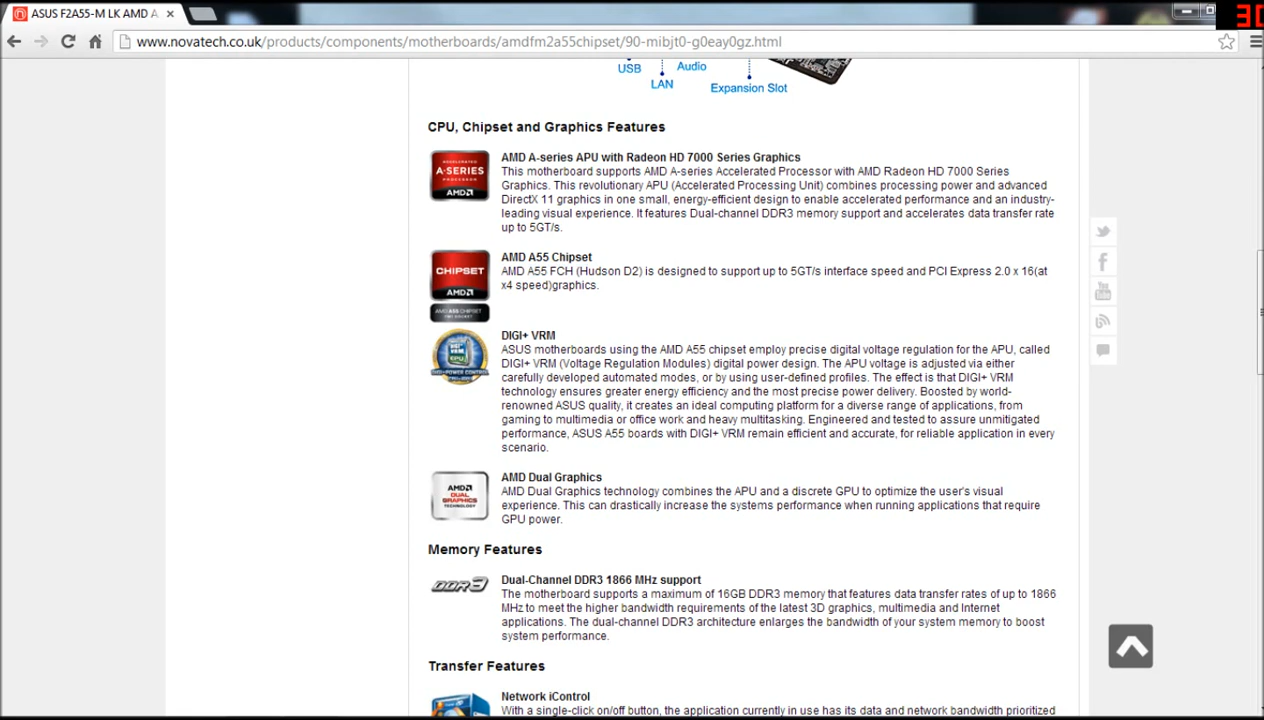 ASUS F2A55-M LK AMD A
30
www.novatech.co.uk/products/components/motherboards/amdfm2a55chipset/90-mibjt0-g0eay0gz.html
USB
LAN
Audio
Expansion Slot
CPU, Chipset and Graphics Features
ACCELERATED
A-SERIES
PROCESSOR
AMD
AMD A-series APU with Radeon HD 7000 Series Graphics
This motherboard supports AMD A-series Accelerated Processor with AMD Radeon HD 7000 Series
Graphics. This revolutionary APU (Accelerated Processing Unit) combines processing power and advanced
DirectX 11 graphics in one small, energy-efficient design to enable accelerated performance and an industry-
leading visual experience. It features Dual-channel DDR3 memory support and accelerates data transfer rate
up to 5GT/s.
CHIPSET
AMD
AMD A55 CHIPSET
AMD A55 Chipset
AMD A55 FCH (Hudson D2) is designed to support up to 5GT/s interface speed and PCI Express 2.0 x 16(at
x4 speed)graphics.
DIGI+
VRM
EPU
DIGI+ VRM
ASUS motherboards using the AMD A55 chipset employ precise digital voltage regulation for the APU, called
DIGI+ VRM (Voltage Regulation Modules) digital power design. The APU voltage is adjusted via either
carefully developed automated modes, or by using user-defined profiles. The effect is that DIGI+ VRM
technology ensures greater energy efficiency and the most precise power delivery. Boosted by world-
renowned ASUS quality, it creates an ideal computing platform for a diverse range of applications, from
gaming to multimedia or office work and heavy multitasking. Engineered and tested to assure unmitigated
performance, ASUS A55 boards with DIGI+ VRM remain efficient and accurate, for reliable application in every
scenario.
AMD
DUAL
GRAPHICS
TECHNOLOGY
AMD Dual Graphics
AMD Dual Graphics technology combines the APU and a discrete GPU to optimize the user's visual
experience. This can drastically increase the systems performance when running applications that require
GPU power.
Memory Features
DDR3
Dual-Channel DDR3 1866 MHz support
The motherboard supports a maximum of 16GB DDR3 memory that features data transfer rates of up to 1866
MHz to meet the higher bandwidth requirements of the latest 3D graphics, multimedia and Internet
applications. The dual-channel DDR3 architecture enlarges the bandwidth of your system memory to boost
system performance.
Transfer Features
Network iControl
With a single-click on/off button, the application currently in use has its data and network bandwidth prioritized
You
Tube